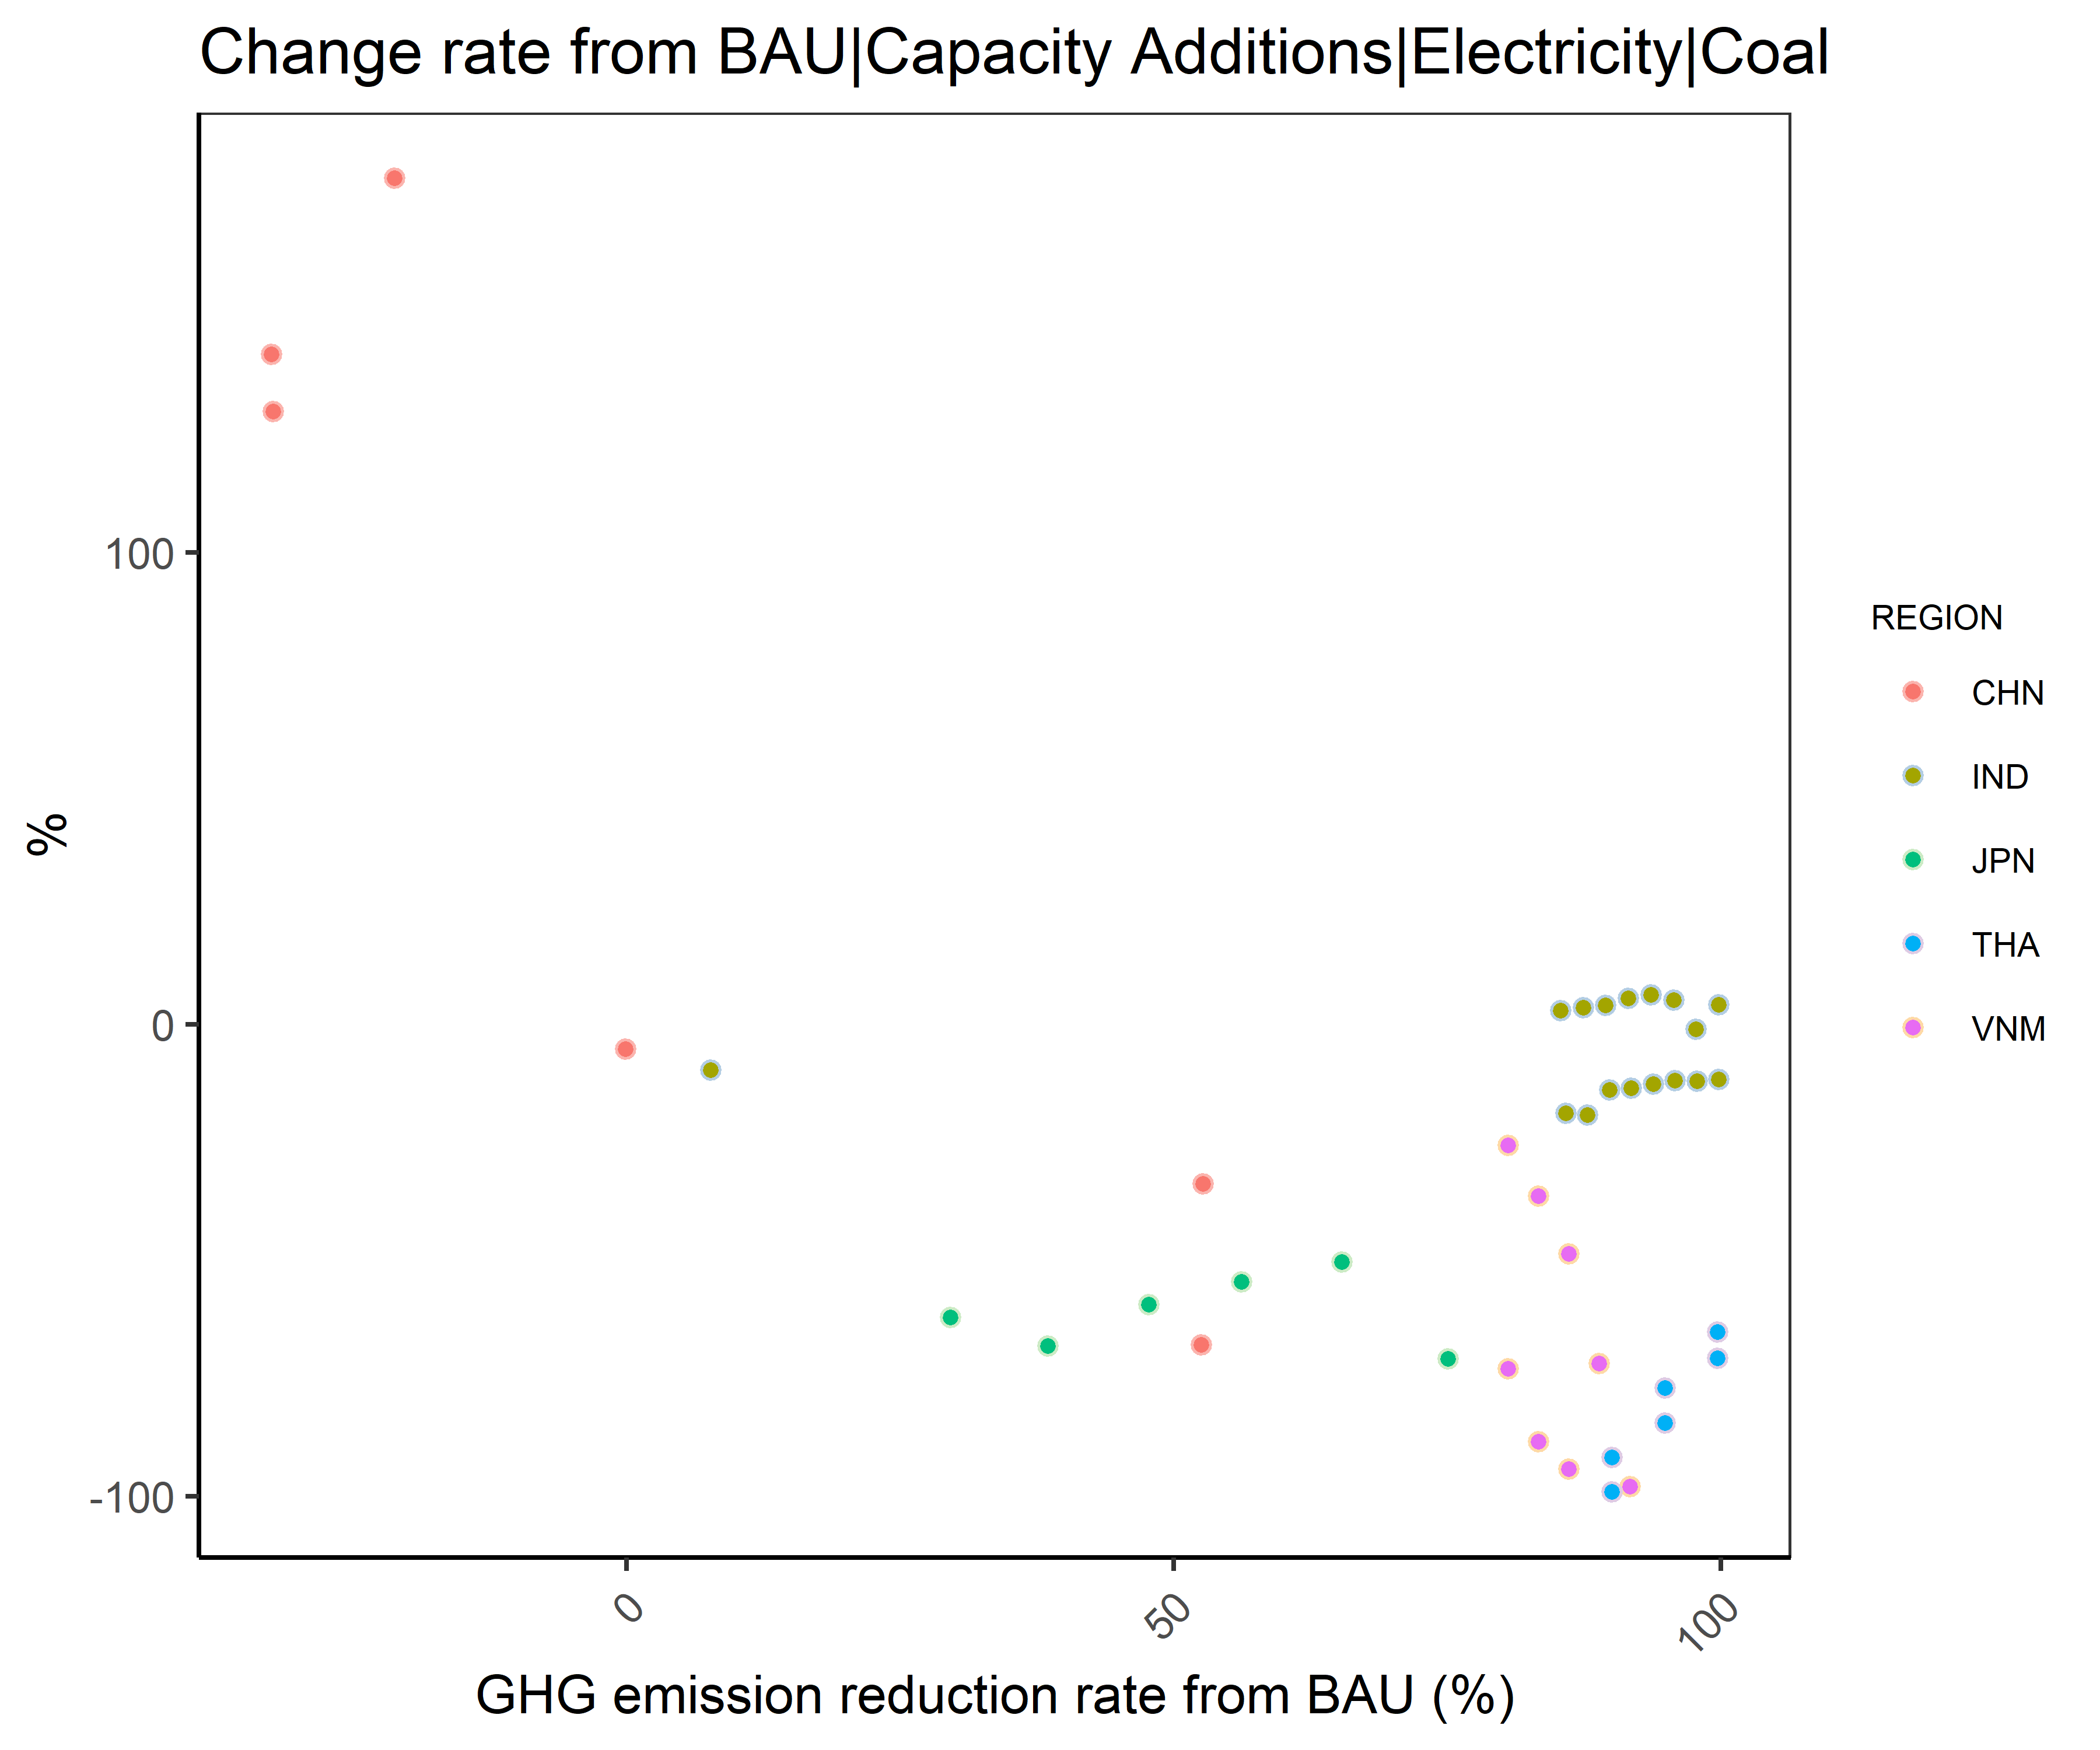 Change rate from BAU|Capacity Additions|Electricity|Coal
%
100
0
-100
0
50
100
GHG emission reduction rate from BAU (%)
REGION
CHN
IND
JPN
THA
VNM